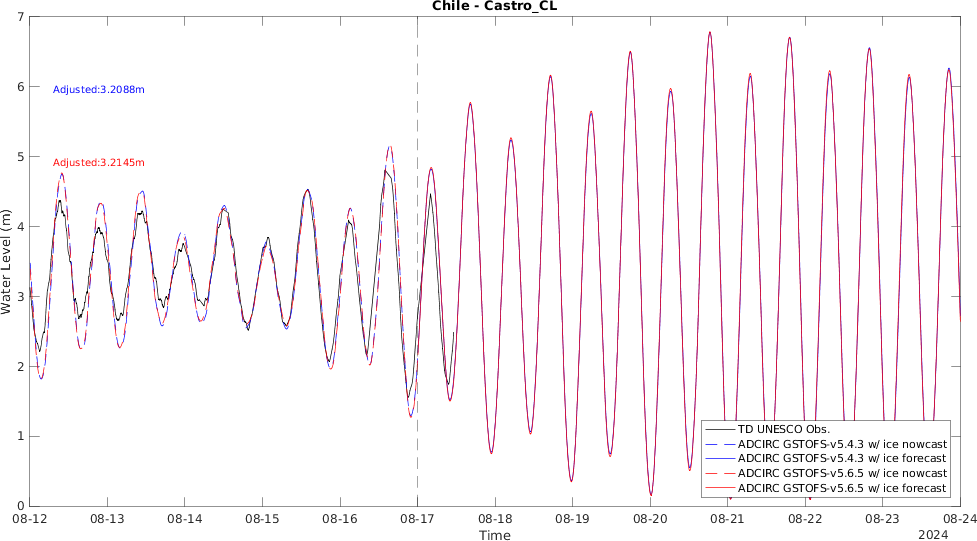 Chile - Castro_CL
7
6
5
4
3
2
1
0
Water Level (m)
Adjusted:3.2088m
Adjusted:3.2145m
TD UNESCO Obs.
ADCIRC GSTOFS-v5.4.3 w/ ice nowcast
ADCIRC GSTOFS-v5.4.3 w/ ice forecast
ADCIRC GSTOFS-v5.6.5 w/ ice nowcast
ADCIRC GSTOFS-v5.6.5 w/ ice forecast
08-12 08-13 08-14 08-15 08-16 08-17 08-18 08-19 08-20 08-21 08-22 08-23 08-24
Time
2024